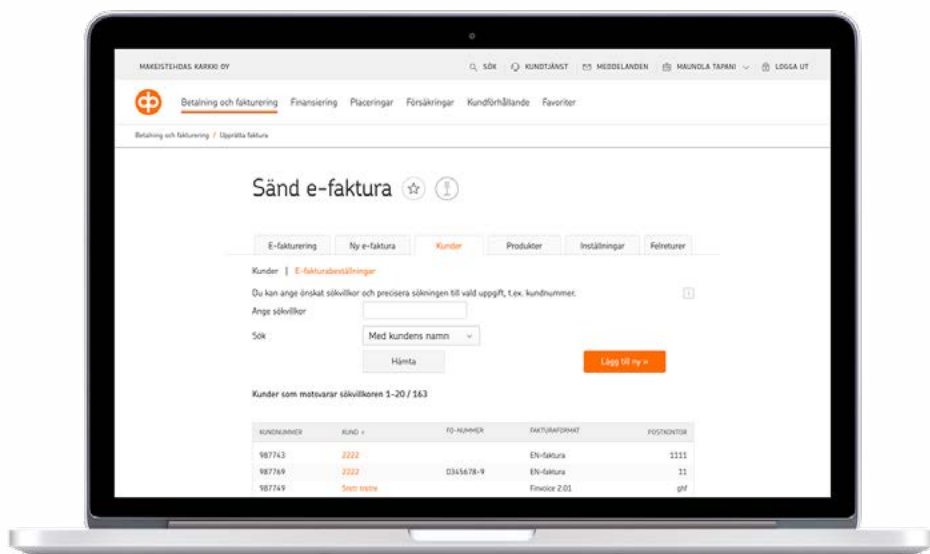 MAKEISTEHDAS KARKKI OY
SÖK KUNDTJÄNST MEDDELANDEN MAUNOLA TAPANI LOGGA UT
Betalning och fakturering Finansiering Placeringar Försäkringar Kundförhållande Favoriter
Betalning och fakturering / Upprätta faktura
Sänd e-faktura
E-fakturering Ny e-faktura Kunder Produkter Inställningar Felreturer
Kunder | E-fakturabeställningar
Du kan ange önskat sökvillkor och precisera sökningen till vald uppgift, t.ex. kundnummer.
Ange sökvillkor
Sök Med kundens namn
Hämta Lägg till ny »
Kunder som motsvarar sökvillkoren 1-20 / 163
KUNDNUMMER KUND FO-NUMMER FAKTURAFORMAT POSTKONTOR
987743 2222 EN-faktura 1111
987769 2222 0345678-9 EN-faktura 11
987749 Finvoice 2.01 ghf